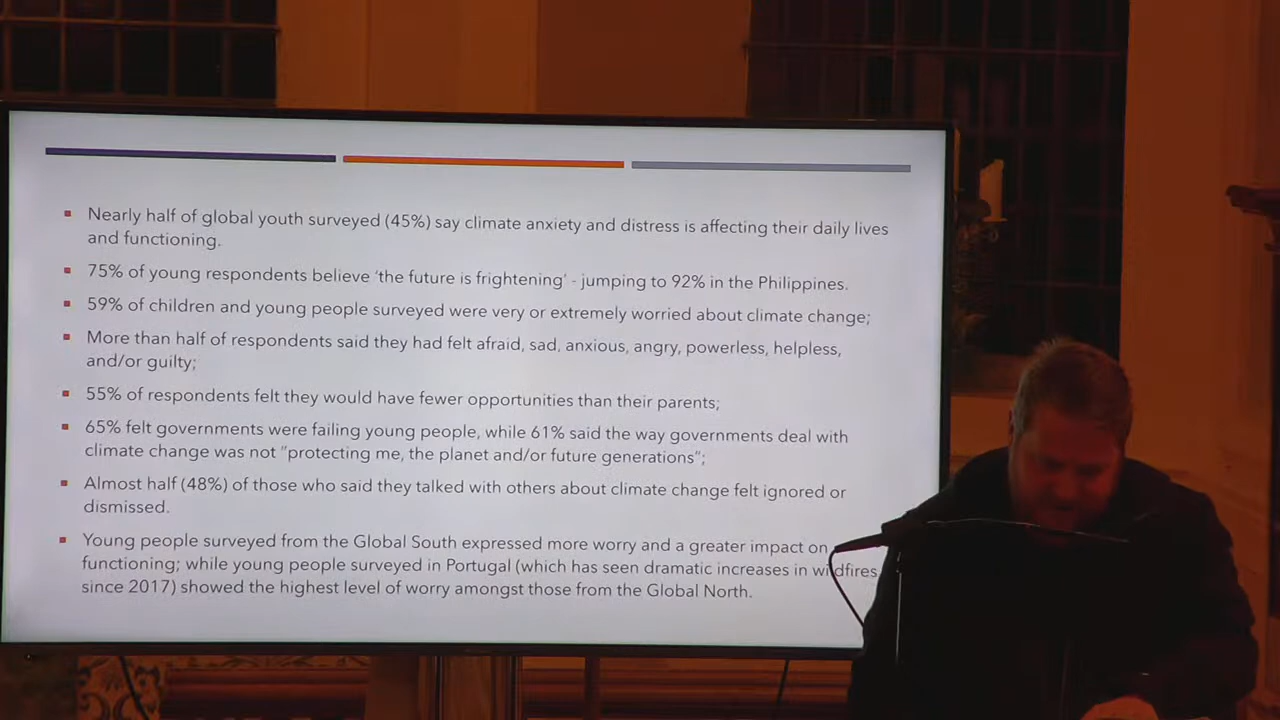 Nearly half of global youth surveyed (45%) say climate anxiety and distress is affecting their daily lives
and functioning.
75% of young respondents believe 'the future is frightening' - jumping to 92% in the Philippines.
59% of children and young people surveyed were very or extremely worried about climate change;
More than half of respondents said they had felt afraid, sad, anxious, angry, powerless, helpless,
and/or guilty;
55% of respondents felt they would have fewer opportunities than their parents;
65% felt governments were failing young people, while 61% said the way governments deal with
climate change was not "protecting me, the planet and/or future generations";
Almost half (48%) of those who said they talked with others about climate change felt ignored or
dismissed.
Young people surveyed from the Global South expressed more worry and a greater impact on
functioning; while young people surveyed in Portugal (which has seen dramatic increases in wildfires
since 2017) showed the highest level of worry amongst those from the Global North.